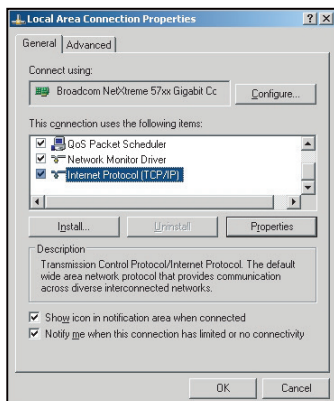 Local Area Connection Properties
General Advanced
Connect using:
Broadcom NetXtreme 57xx Gigabit Cc
Configure...
This connection uses the following items:
QoS Packet Scheduler
Network Monitor Driver
Internet Protocol (TCP/IP)
Install... Uninstall Properties
Description
Transmission Control Protocol/Internet Protocol. The default
wide area network protocol that provides communication
across diverse interconnected networks.
Show icon in notification area when connected
Notify me when this connection has limited or no connectivity
OK Cancel